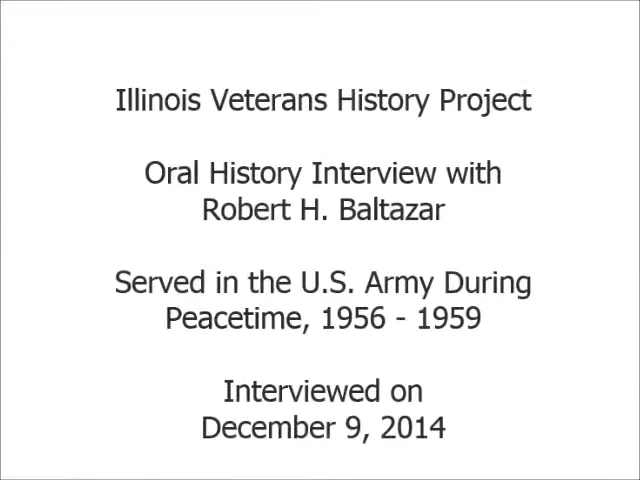 Illinois Veterans History Project
Oral History Interview with
Robert H. Baltazar
Served in the U.S. Army During
Peacetime, 1956 - 1959
Interviewed on
December 9, 2014